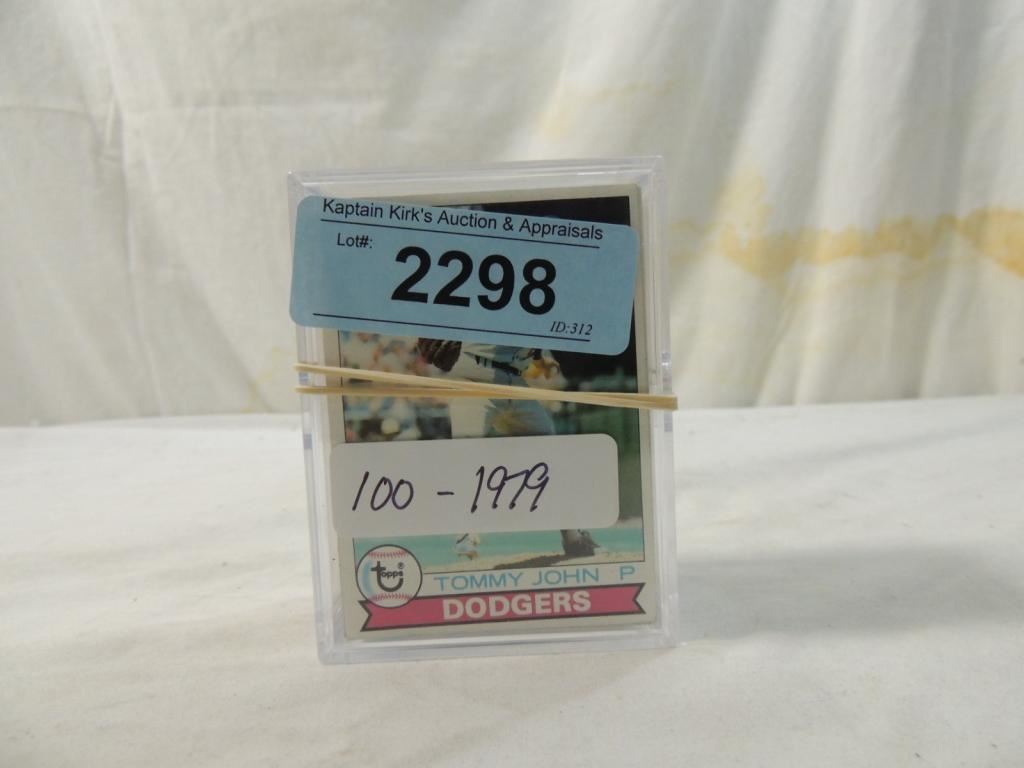 Kaptain Kirk's Auction & Appraisals
Lot#:
2298
ID:312
100 - 1979
topps®
TOMMY JOHN P
DODGERS